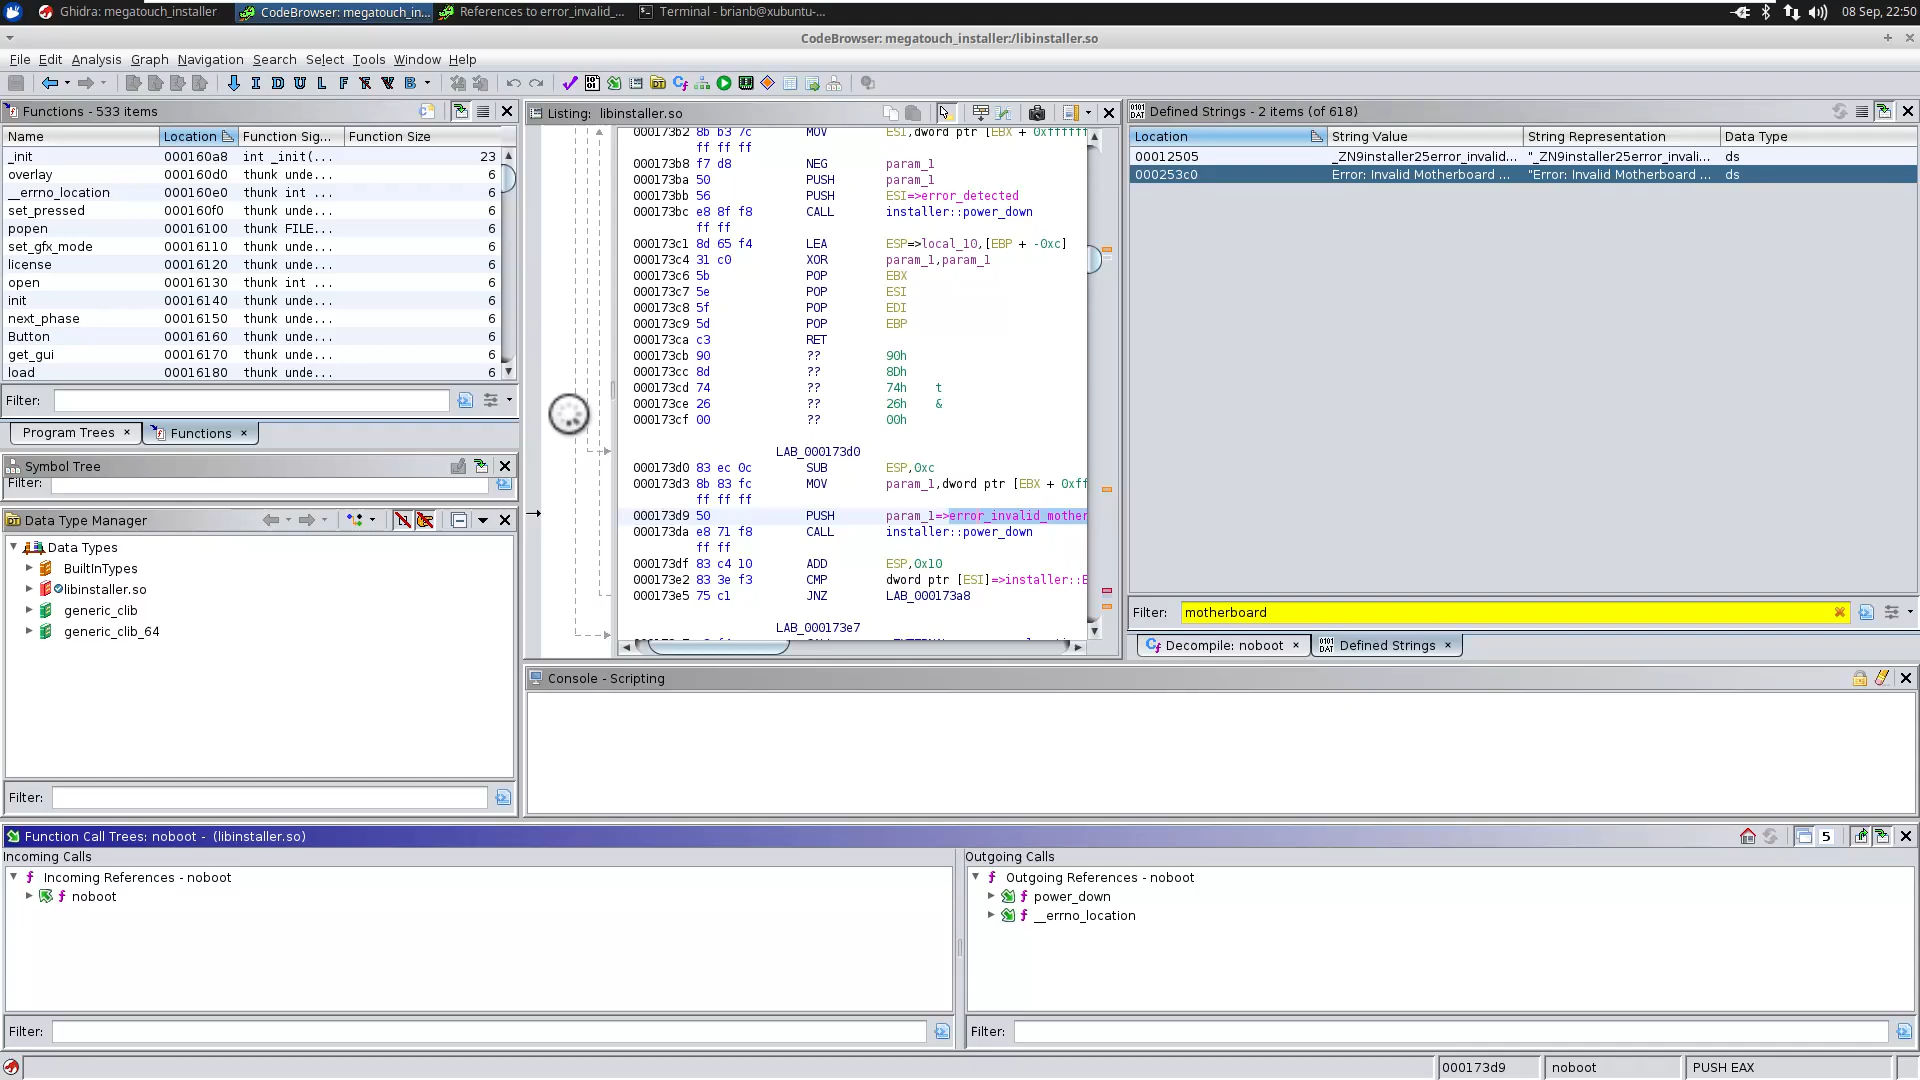 Ghidra: megatouch_installer
CodeBrowser: megatouch_in...
References to error_invalid_...
Terminal - brianb@xubuntu-...
08 Sep, 22:50
CodeBrowser: megatouch_installer:/libinstaller.so
File Edit Analysis Graph Navigation Search Select Tools Window Help
I D U L F V B
Functions - 533 items
Name Location Function Sig... Function Size
_init 000160a8 int _init(... 23
overlay 000160d0 thunk unde... 6
__errno_location 000160e0 thunk int ... 6
set_pressed 000160f0 thunk unde... 6
popen 00016100 thunk FILE... 6
set_gfx_mode 00016110 thunk unde... 6
license 00016120 thunk unde... 6
open 00016130 thunk int ... 6
init 00016140 thunk unde... 6
next_phase 00016150 thunk unde... 6
Button 00016160 thunk unde... 6
get_gui 00016170 thunk unde... 6
load 00016180 thunk unde... 6
Filter:
Program Trees × Functions ×
Symbol Tree
Filter:
Data Type Manager
Data Types
BuiltInTypes
libinstaller.so
generic_clib
generic_clib_64
Filter:
Listing: libinstaller.so
000173b2 8b b3 7c MOV ESI,dword ptr [EBX + 0xffffff
ff ff ff
000173b8 f7 d8 NEG param_1
000173ba 50 PUSH param_1
000173bb 56 PUSH ESI=>error_detected
000173bc e8 8f f8 CALL installer::power_down
ff ff
000173c1 8d 65 f4 LEA ESP=>local_10,[EBP + -0xc]
000173c4 31 c0 XOR param_1,param_1
000173c6 5b POP EBX
000173c7 5e POP ESI
000173c8 5f POP EDI
000173c9 5d POP EBP
000173ca c3 RET
000173cb 90 ?? 90h
000173cc 8d ?? 8Dh
000173cd 74 ?? 74h t
000173ce 26 ?? 26h &
000173cf 00 ?? 00h
LAB_000173d0
000173d0 83 ec 0c SUB ESP,0xc
000173d3 8b 83 fc MOV param_1,dword ptr [EBX + 0xff
ff ff ff
000173d9 50 PUSH param_1=>error_invalid_mother
000173da e8 71 f8 CALL installer::power_down
ff ff
000173df 83 c4 10 ADD ESP,0x10
000173e2 83 3e f3 CMP dword ptr [ESI]=>installer::E
000173e5 75 c1 JNZ LAB_000173a8
LAB_000173e7
Defined Strings - 2 items (of 618)
Location String Value String Representation Data Type
00012505 _ZN9installer25error_invalid... "_ZN9installer25error_invali... ds
000253c0 Error: Invalid Motherboard ... "Error: Invalid Motherboard ... ds
Filter: motherboard
Decompile: noboot × Defined Strings ×
Console - Scripting
Function Call Trees: noboot - (libinstaller.so)
5
Incoming Calls
Incoming References - noboot
noboot
Filter:
Outgoing Calls
Outgoing References - noboot
power_down
__errno_location
Filter:
000173d9 noboot PUSH EAX